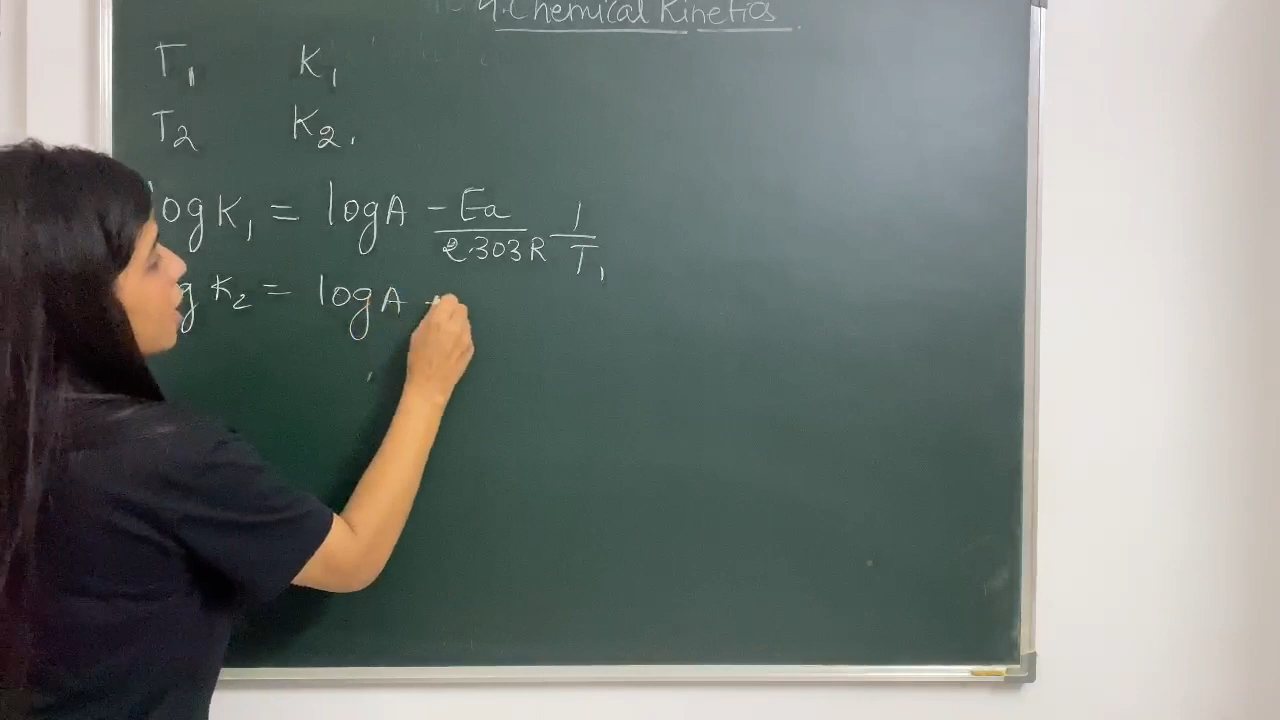 4. Chemical Kinetics
T₁ K₁
T₂ K₂.
log K₁ = log A - Ea/2.303R 1/T₁
g K₂ = log A -